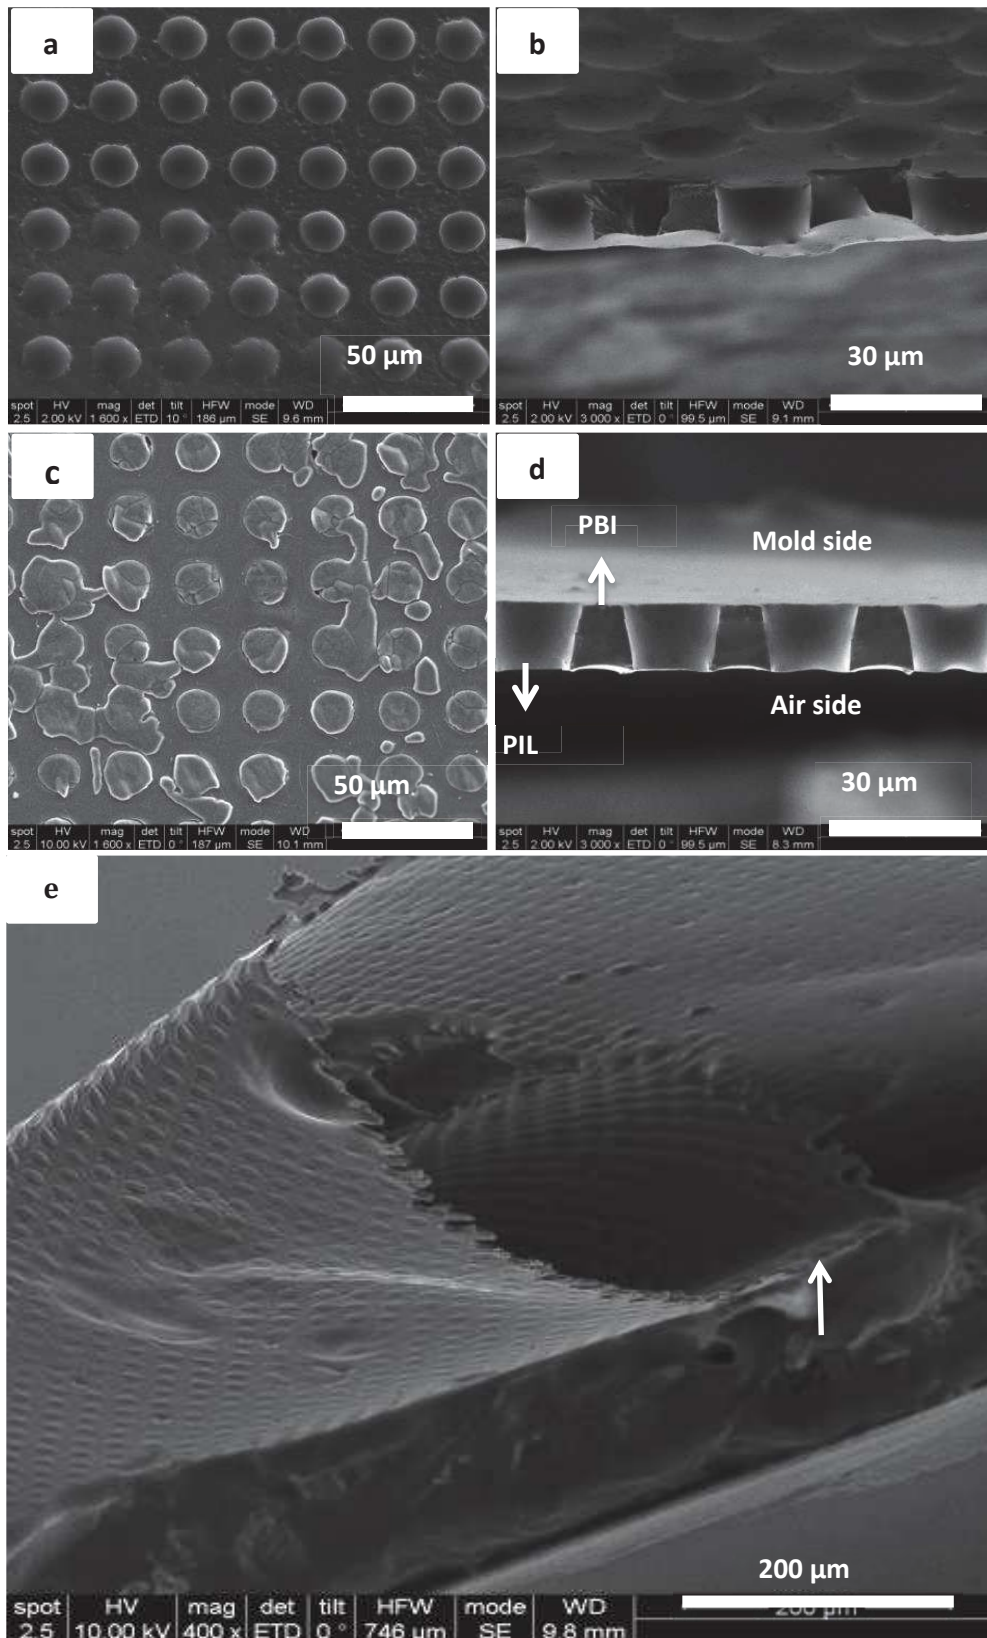 a
50 µm
spot HV mag det tilt HFW mode WD
2.5 2.00 kV 1 600 x ETD 10 ° 186 µm SE 9.6 mm
b
30 µm
spot HV mag det tilt HFW mode WD
2.5 2.00 kV 3 000 x ETD 0 ° 99.5 µm SE 9.1 mm
c
50 µm
spot HV mag det tilt HFW mode WD
2.5 10.00 kV 1 600 x ETD 0 ° 187 µm SE 10.1 mm
d
PBI
Mold side
Air side
PIL
30 µm
spot HV mag det tilt HFW mode WD
2.5 2.00 kV 3 000 x ETD 0 ° 99.5 µm SE 8.3 mm
e
200 µm
200 µm
spot HV mag det tilt HFW mode WD
2.5 10.00 kV 400 x ETD 0 ° 746 µm SE 9.8 mm